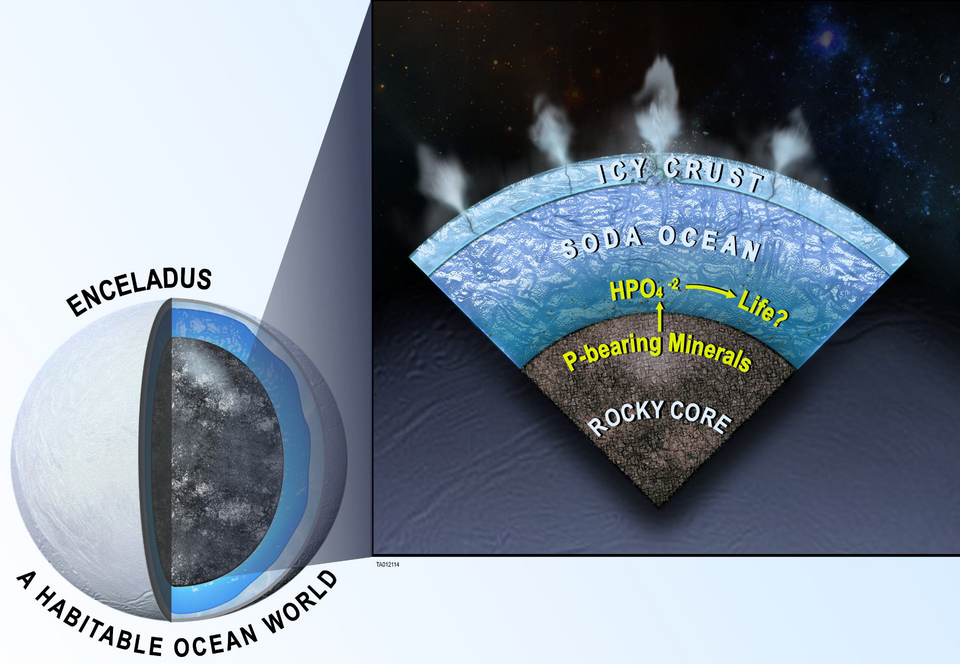 ENCELADUS
A HABITABLE OCEAN WORLD
ICY CRUST
SODA OCEAN
HPO₄⁻² → Life?
P-bearing Minerals
ROCKY CORE
TA012114